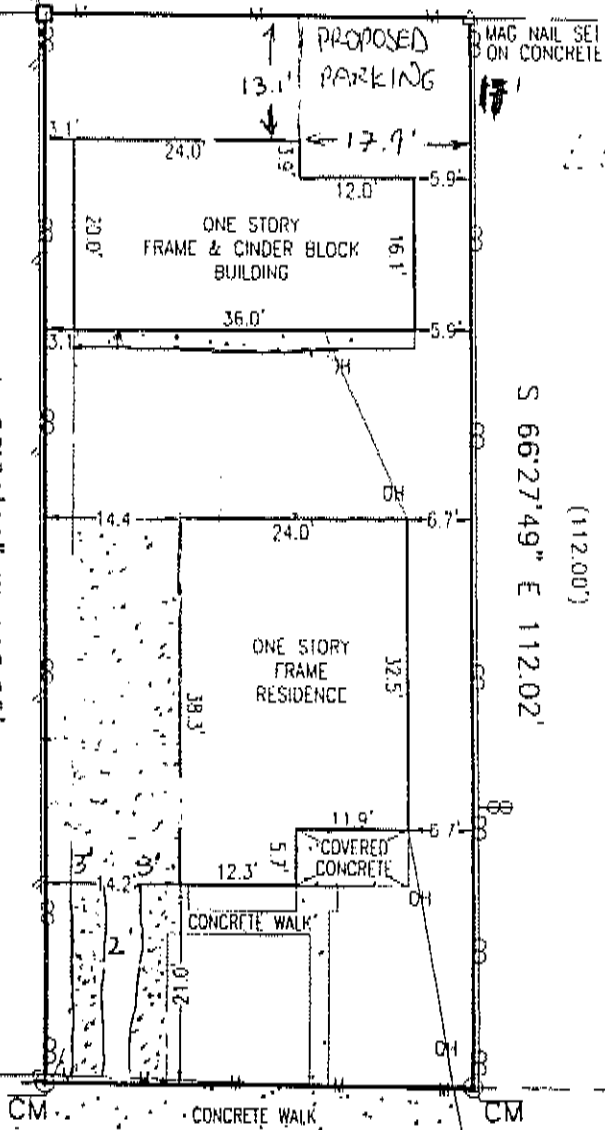 MAG NAIL SET
ON CONCRETE
PROPOSED
PARKING
13.1'
17.9'
3.1'
24.0'
3.9'
12.0'
5.9'
ONE STORY
FRAME & CINDER BLOCK
BUILDING
20.0'
16.1'
36.0'
3.1
5.9'
OH
OH
S 66°27'49" E 112.02'
(112.00')
14.4
24.0'
6.7'
ONE STORY
FRAME
RESIDENCE
38.3'
32.5'
11.9'
6.7'
COVERED
CONCRETE
5.7'
12.3'
3'
3'
14.2'
2'
OH
CONCRETE WALK
21.0'
OH
CM
CONCRETE WALK
CM